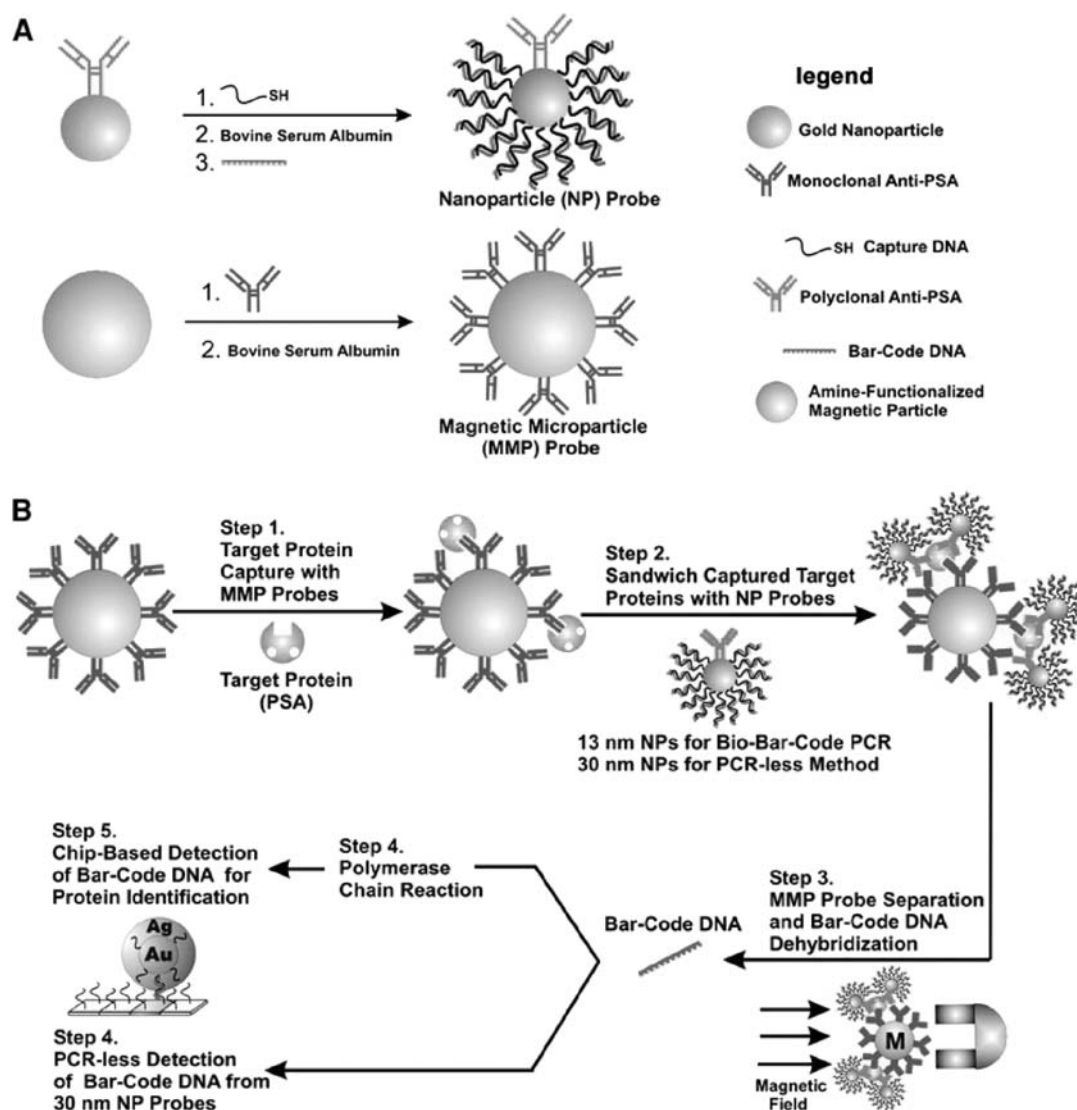 A
1. SH
2. Bovine Serum Albumin
3.
Nanoparticle (NP) Probe
1.
2. Bovine Serum Albumin
Magnetic Microparticle
(MMP) Probe
legend
Gold Nanoparticle
Monoclonal Anti-PSA
SH Capture DNA
Polyclonal Anti-PSA
Bar-Code DNA
Amine-Functionalized
Magnetic Particle
B
Step 1.
Target Protein
Capture with
MMP Probes
Target Protein
(PSA)
Step 2.
Sandwich Captured Target
Proteins with NP Probes
13 nm NPs for Bio-Bar-Code PCR
30 nm NPs for PCR-less Method
Step 3.
MMP Probe Separation
and Bar-Code DNA
Dehybridization
M
Magnetic
Field
Bar-Code DNA
Step 4.
Polymerase
Chain Reaction
Step 5.
Chip-Based Detection
of Bar-Code DNA for
Protein Identification
Ag
Au
Step 4.
PCR-less Detection
of Bar-Code DNA from
30 nm NP Probes